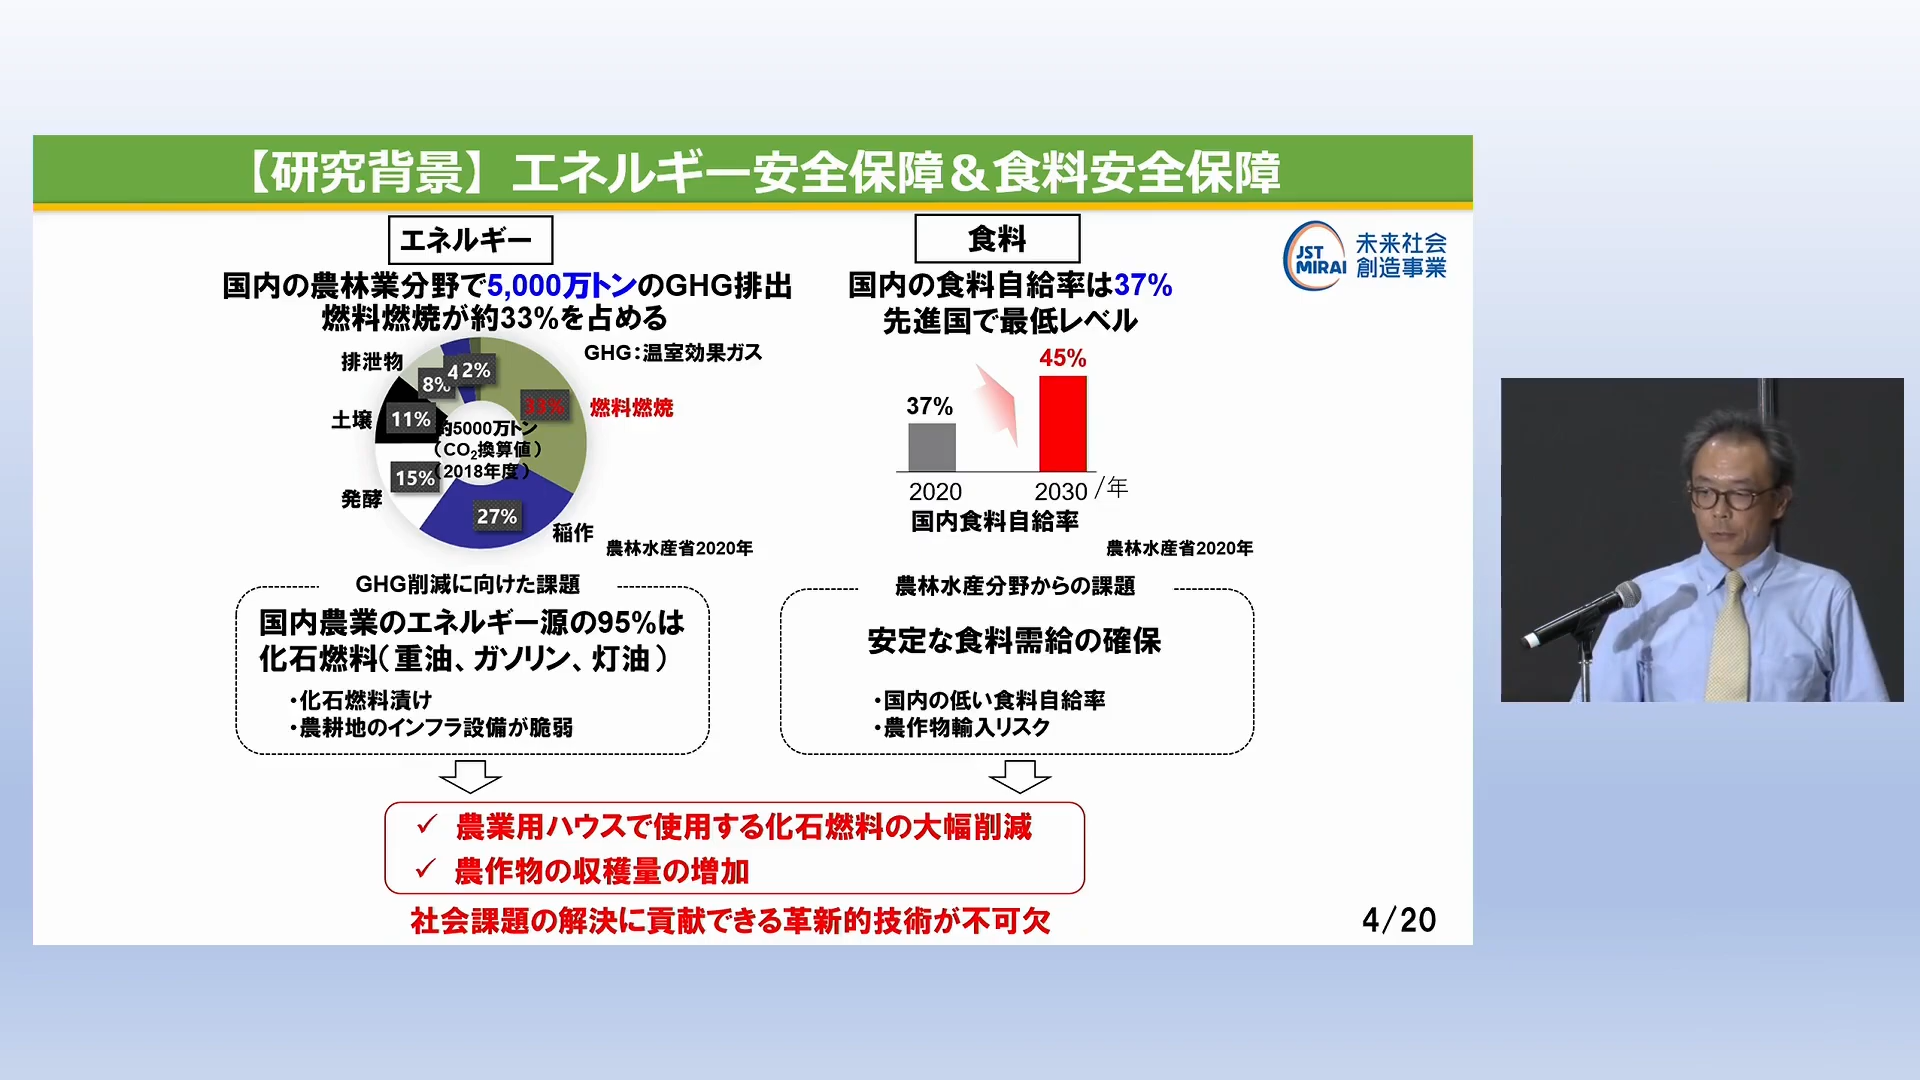 【研究背景】エネルギー安全保障&食料安全保障
エネルギー
国内の農林業分野で5,000万トンのGHG排出
燃料燃焼が約33%を占める
GHG:温室効果ガス
排泄物
土壌
発酵
稲作
燃料燃焼
2%
4
8%
11%
15%
27%
33%
約5000万トン
(CO₂換算値)
(2018年度)
農林水産省2020年
食料
国内の食料自給率は37%
先進国で最低レベル
37%
45%
2020
2030 /年
国内食料自給率
農林水産省2020年
JST
MIRAI
未来社会
創造事業
GHG削減に向けた課題
国内農業のエネルギー源の95%は
化石燃料(重油、ガソリン、灯油)
・化石燃料漬け
・農耕地のインフラ設備が脆弱
農林水産分野からの課題
安定な食料需給の確保
・国内の低い食料自給率
・農作物輸入リスク
✓ 農業用ハウスで使用する化石燃料の大幅削減
✓ 農作物の収穫量の増加
社会課題の解決に貢献できる革新的技術が不可欠
4/20